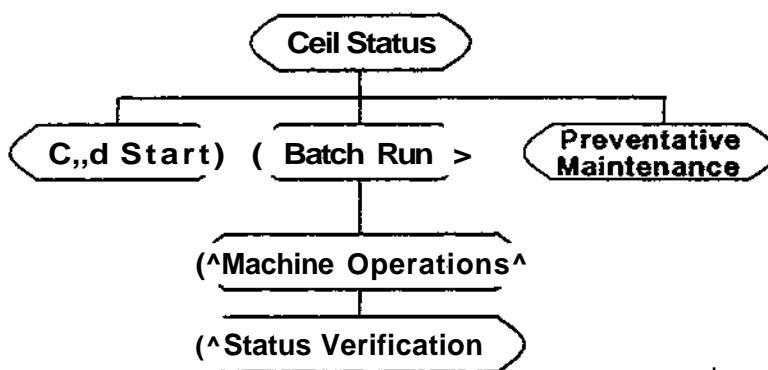 Ceil Status
C,,d Start) ( Batch Run >
Preventative
Maintenance
(^Machine Operations^
(^Status Verification